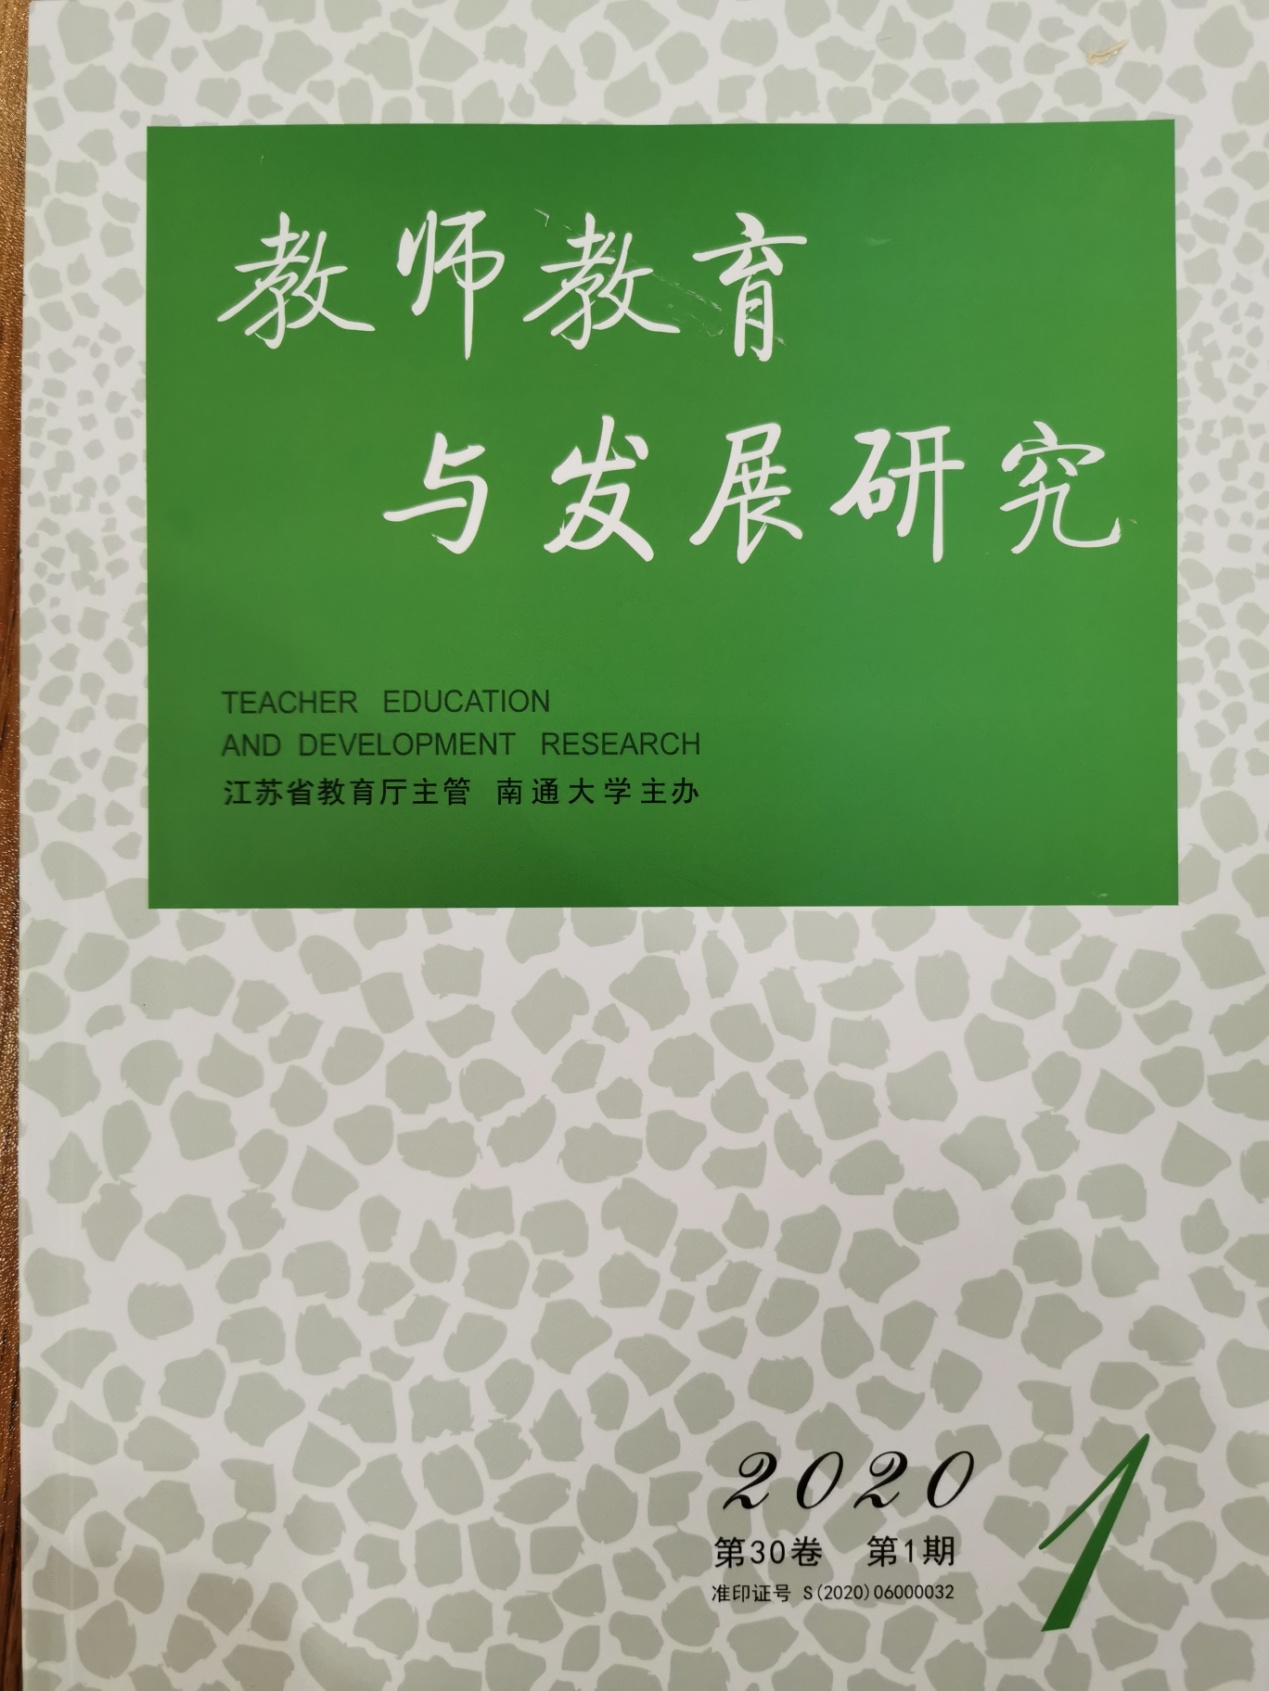 教师教育
与发展研究
TEACHER EDUCATION
AND DEVELOPMENT RESEARCH
江苏省教育厅主管 南通大学主办
2020
1
第30卷 第1期
准印证号 S(2020)06000032